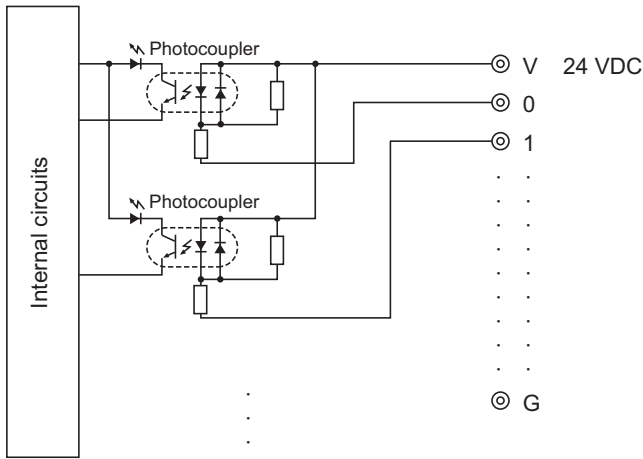 Photocoupler
V 24 VDC
0
1
Photocoupler
Internal circuits
G